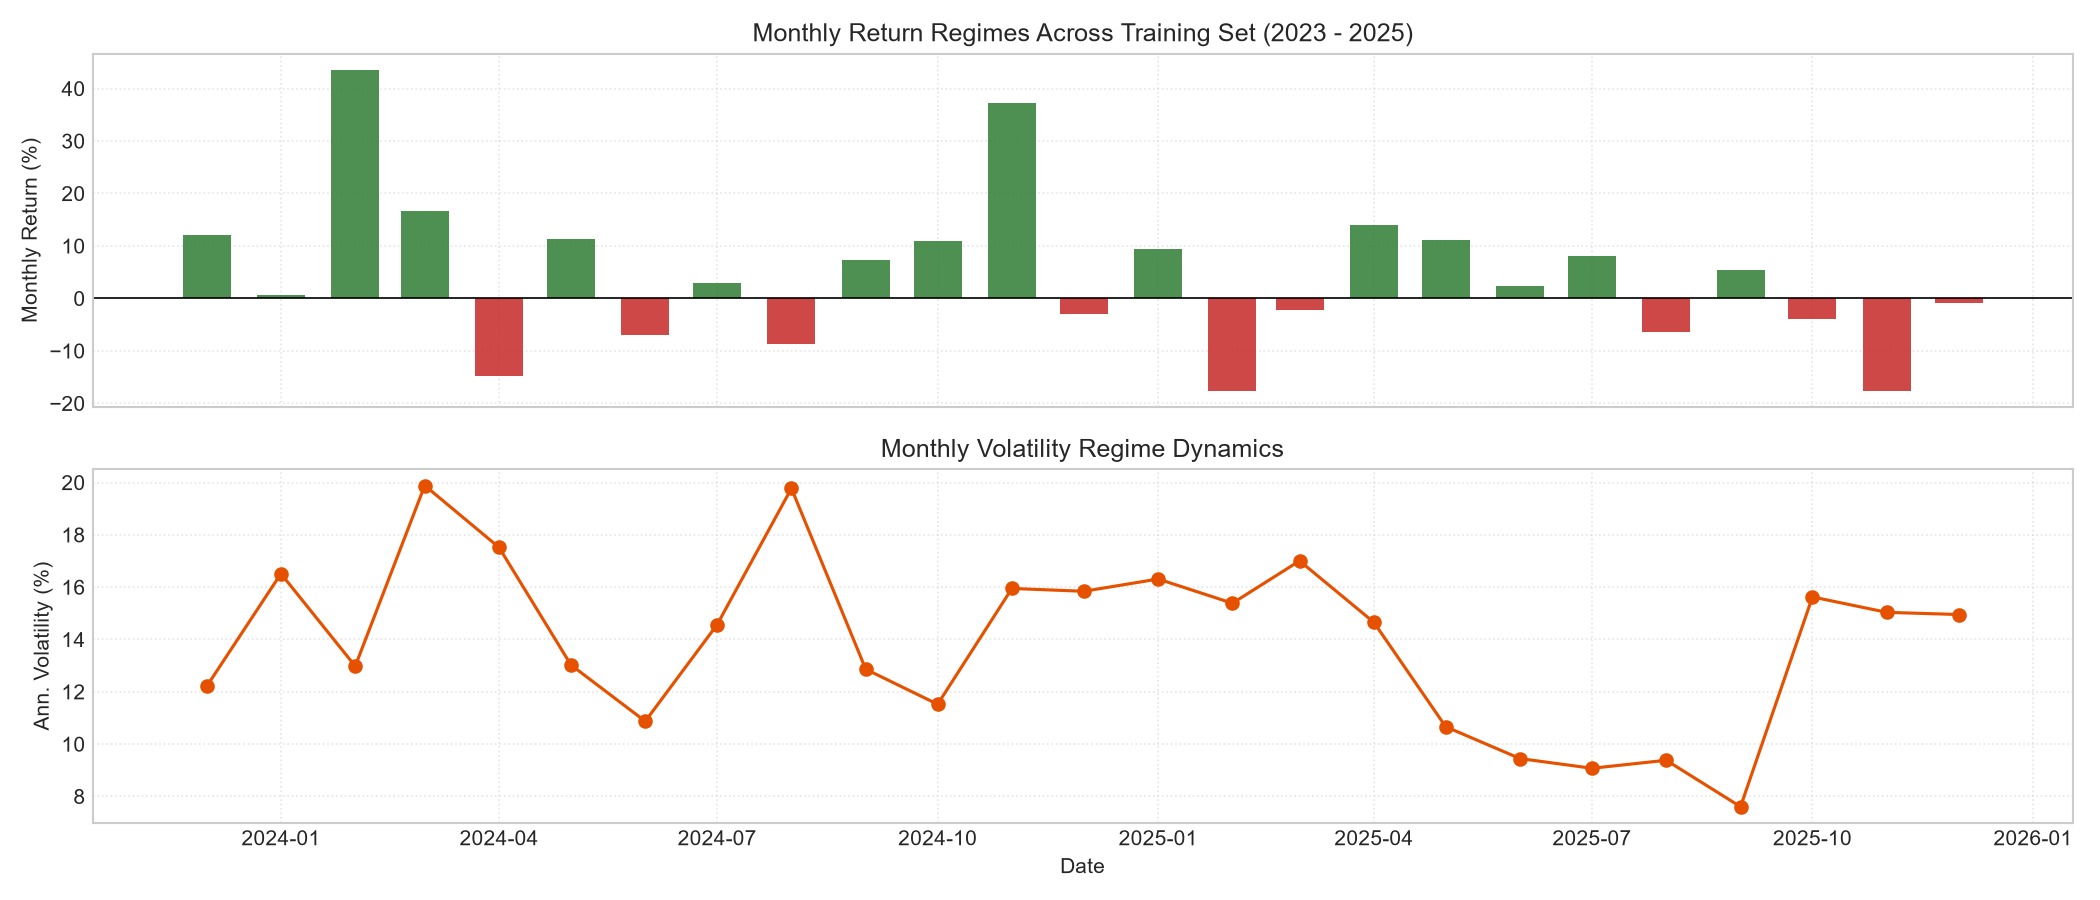 Monthly Return Regimes Across Training Set (2023 - 2025)
Monthly Return (%)
40
30
20
10
0
−10
−20
Monthly Volatility Regime Dynamics
Ann. Volatility (%)
20
18
16
14
12
10
8
2024-01 2024-04 2024-07 2024-10 2025-01 2025-04 2025-07 2025-10 2026-01
Date